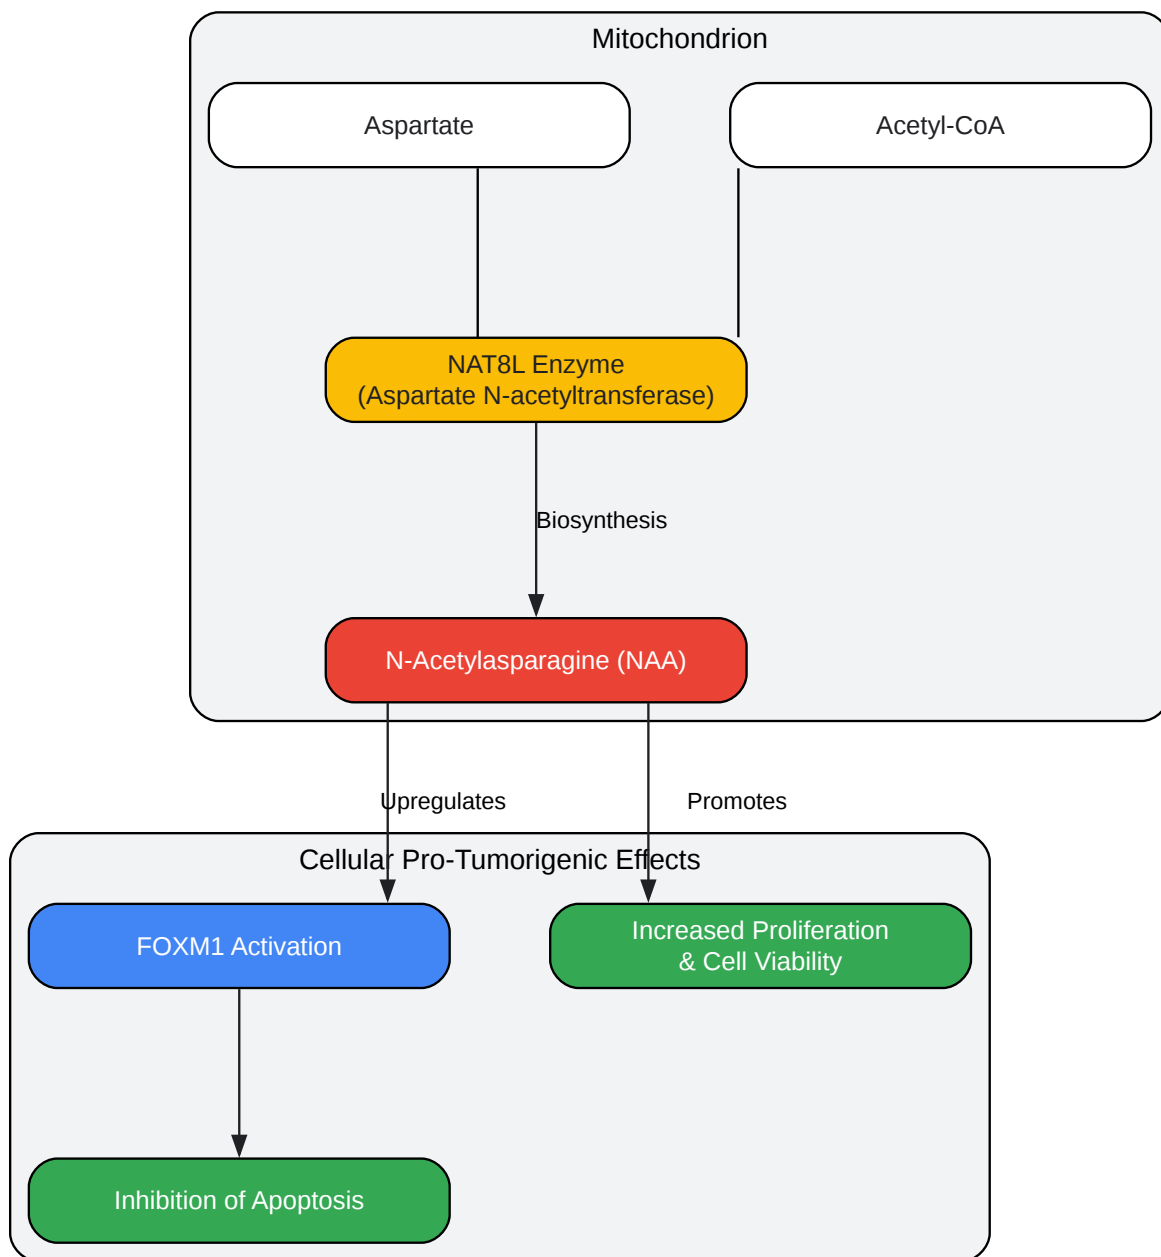 Mitochondrion
Aspartate
Acetyl-CoA
NAT8L Enzyme
(Aspartate N-acetyltransferase)
Biosynthesis
N-Acetylasparagine (NAA)
Upregulates
Promotes
Cellular Pro-Tumorigenic Effects
FOXM1 Activation
Increased Proliferation
& Cell Viability
Inhibition of Apoptosis